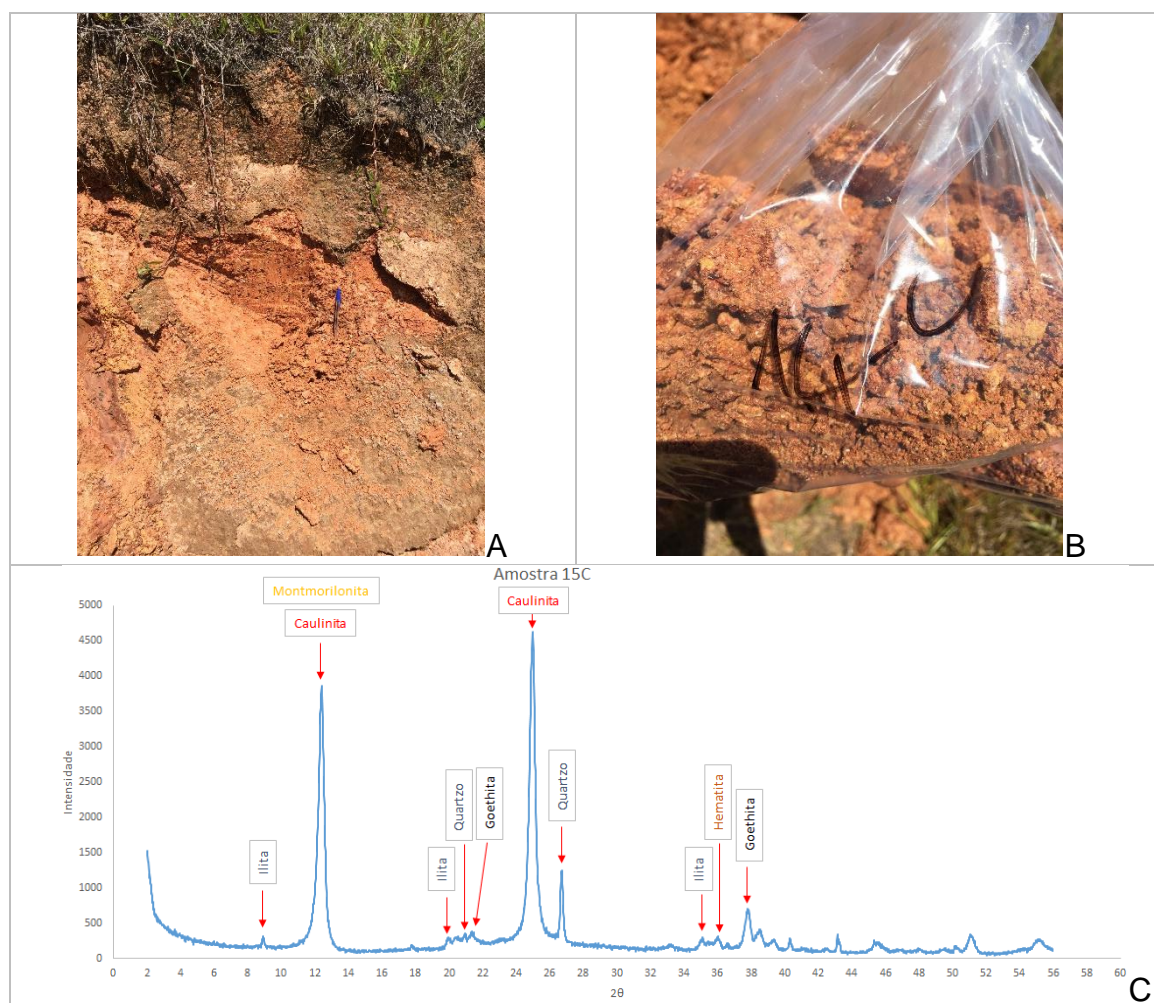 A
B
Amostra 15C
Montmorilonita
Caulinita
Caulinita
Ilita
Ilita
Quartzo
Goethita
Quartzo
Ilita
Hematita
Goethita
Intensidade
5000
4500
4000
3500
3000
2500
2000
1500
1000
500
0
0 2 4 6 8 10 12 14 16 18 20 22 24 26 28 30 32 34 36 38 40 42 44 46 48 50 52 54 56 58 60
2θ
C